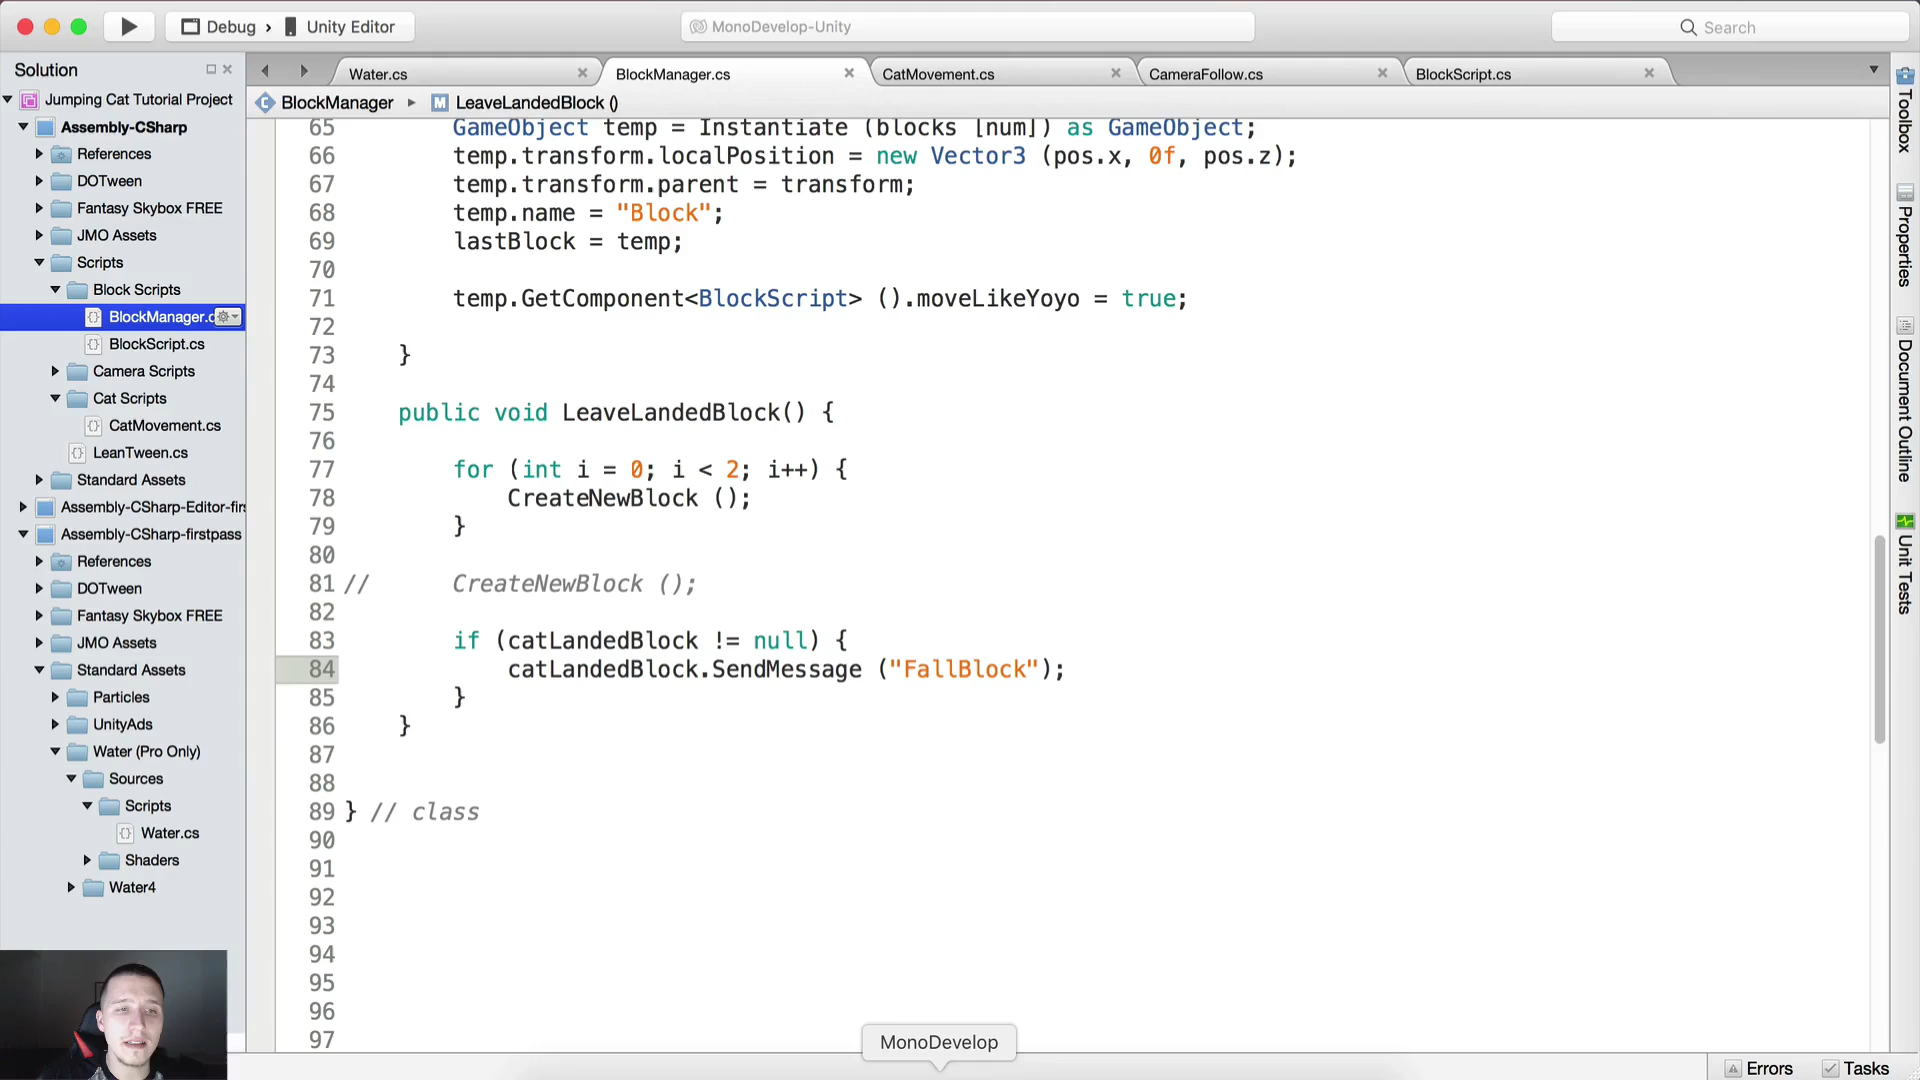 Debug › Unity Editor
MonoDevelop-Unity
Search
Solution
Jumping Cat Tutorial Project
Assembly-CSharp
References
DOTween
Fantasy Skybox FREE
JMO Assets
Scripts
Block Scripts
BlockManager.c
BlockScript.cs
Camera Scripts
Cat Scripts
CatMovement.cs
LeanTween.cs
Standard Assets
Assembly-CSharp-Editor-firs
Assembly-CSharp-firstpass
References
DOTween
Fantasy Skybox FREE
JMO Assets
Standard Assets
Particles
UnityAds
Water (Pro Only)
Sources
Scripts
Water.cs
Shaders
Water4
Water.cs
BlockManager.cs
CatMovement.cs
CameraFollow.cs
BlockScript.cs
BlockManager
M LeaveLandedBlock ()
65 GameObject temp = Instantiate (blocks [num]) as GameObject;
66 temp.transform.localPosition = new Vector3 (pos.x, 0f, pos.z);
67 temp.transform.parent = transform;
68 temp.name = "Block";
69 lastBlock = temp;
70
71 temp.GetComponent<BlockScript> ().moveLikeYoyo = true;
72
73 }
74
75 public void LeaveLandedBlock() {
76
77 for (int i = 0; i < 2; i++) {
78 CreateNewBlock ();
79 }
80
81 // CreateNewBlock ();
82
83 if (catLandedBlock != null) {
84 catLandedBlock.SendMessage ("FallBlock");
85 }
86 }
87
88
89 } // class
90
91
92
93
94
95
96
97
MonoDevelop
Toolbox
Properties
Document Outline
Unit Tests
Errors
Tasks